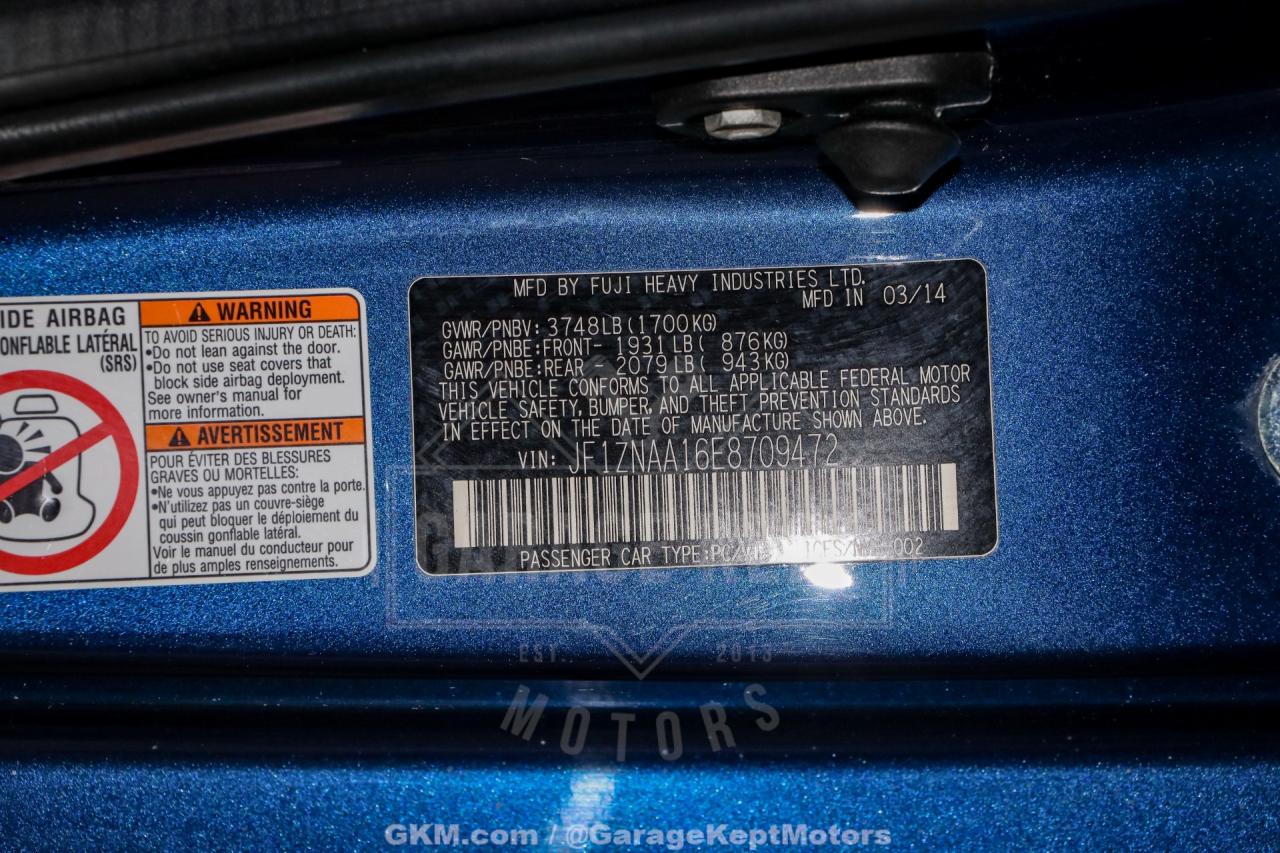 IDE AIRBAG
ONFLABLE LATÉRAL
(SRS)
WARNING
TO AVOID SERIOUS INJURY OR DEATH:
•Do not lean against the door.
•Do not use seat covers that
block side airbag deployment.
See owner's manual for
more information.
AVERTISSEMENT
POUR ÉVITER DES BLESSURES
GRAVES OU MORTELLES:
•Ne vous appuyez pas contre la porte.
•N'utilizez pas un couvre-siège
qui peut bloquer le déploiement du
coussin gonflable latéral.
Voir le manuel du conducteur pour
de plus amples renseignements.
MFD BY FUJI HEAVY INDUSTRIES LTD.
MFD IN 03/14
GVWR/PNBV: 3748LB(1700KG)
GAWR/PNBE:FRONT- 1931LB( 876KG)
GAWR/PNBE:REAR - 2079LB( 943KG)
THIS VEHICLE CONFORMS TO ALL APPLICABLE FEDERAL MOTOR
VEHICLE SAFETY, BUMPER, AND THEFT PREVENTION STANDARDS
IN EFFECT ON THE DATE OF MANUFACTURE SHOWN ABOVE.
VIN: JF1ZNAA16E8709472
PASSENGER CAR TYPE:PC/
002
EST. 2013
MOTORS
GKM.com / @GarageKeptMotors